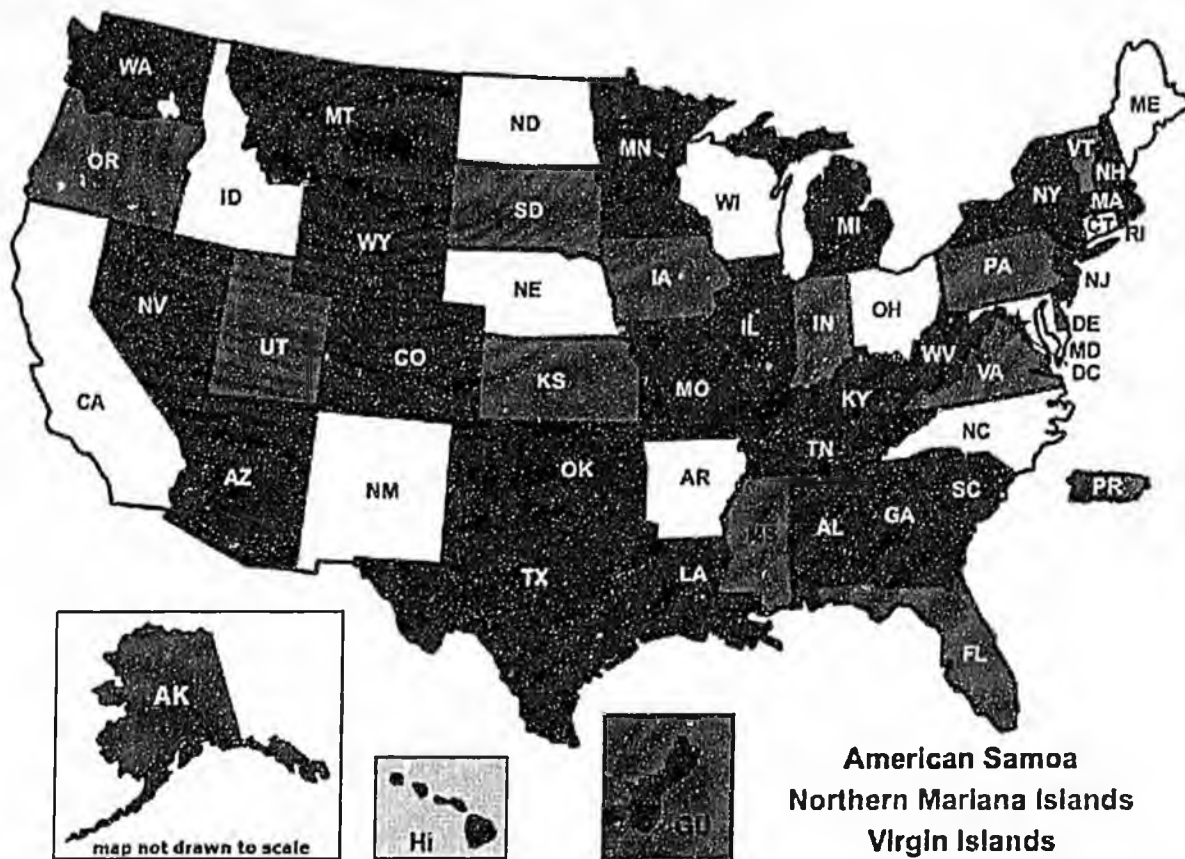 WA
MT
ND
MN
ME
OR
ID
SD
WI
VT
NH
NY
MA
WY
MI
CT
RI
NE
IA
PA
NJ
NV
UT
CO
IL
IN
OH
DE
KS
MO
WV
VA
MD
DC
CA
KY
NC
TN
AZ
NM
OK
AR
SC
PR
MS
AL
GA
TX
LA
FL
AK
map not drawn to scale
Hi
GU
American Samoa
Northern Mariana Islands
Virgin Islands